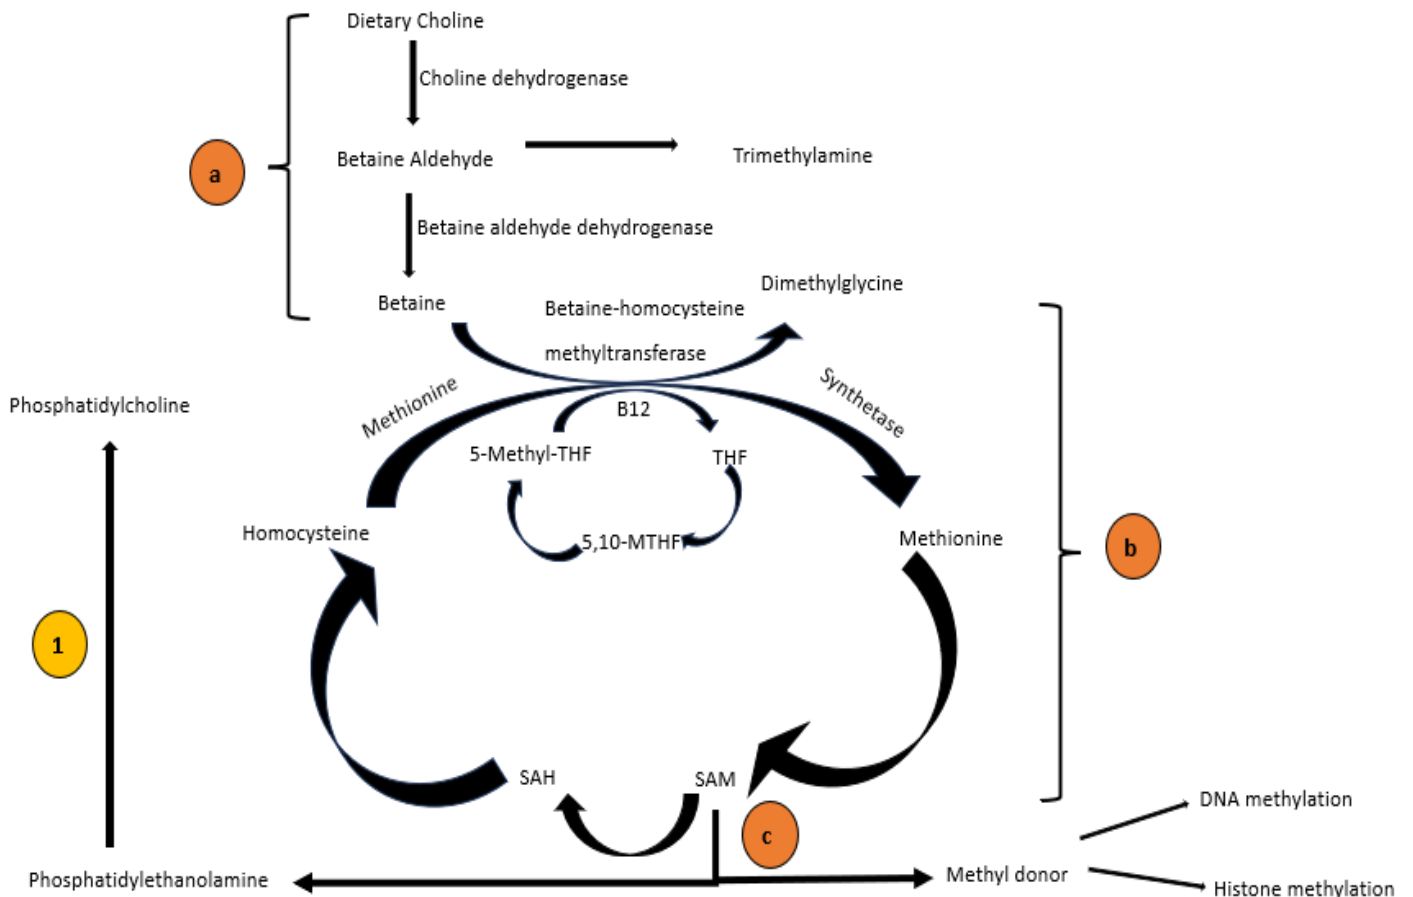 Dietary Choline
Choline dehydrogenase
a
Betaine Aldehyde
Trimethylamine
Betaine aldehyde dehydrogenase
Betaine
Betaine-homocysteine
methyltransferase
Dimethylglycine
Phosphatidylcholine
Methionine
Synthetase
B12
5-Methyl-THF
THF
Homocysteine
5,10-MTHF
Methionine
b
1
SAH
SAM
c
DNA methylation
Phosphatidylethanolamine
Methyl donor
Histone methylation